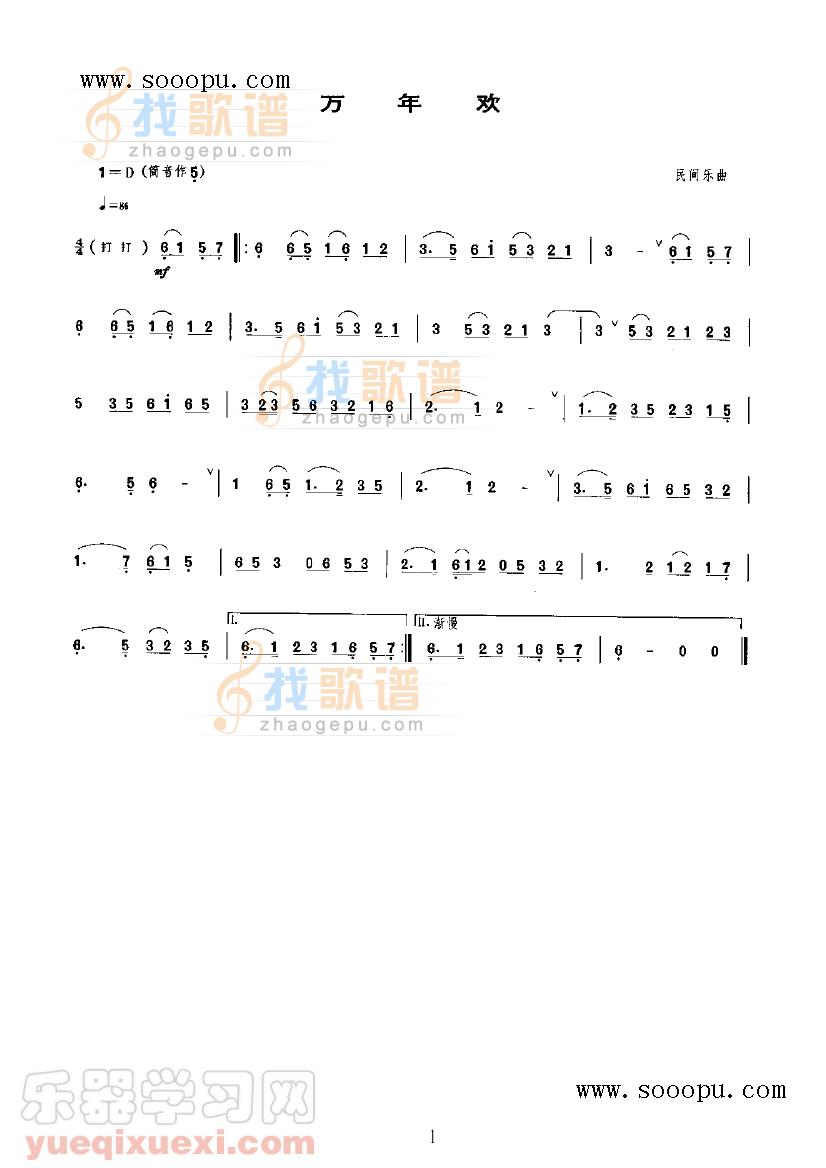 www.sooopu.com
找歌谱
zhaogepu.com
万 年 欢
1=D (筒音作5)
民间乐曲
♩=86
4/4 (打 打) 6 1 5 7 ‖: 6 6 5 1 6 1 2 | 3. 5 6 1 5 3 2 1 | 3 - ∨ 6 1 5 7 |
mf
6 6 5 1 6 1 2 | 3. 5 6 1 5 3 2 1 | 3 5 3 2 1 3 | 3 ∨ 5 3 2 1 2 3 |
找歌谱
zhaogepu.com
5 3 5 6 1 6 5 | 3 2 3 5 6 3 2 1 6 | 2. 1 2 - ∨ | 1. 2 3 5 2 3 1 5 |
6. 5 6 - ∨ | 1 6 5 1. 2 3 5 | 2. 1 2 - ∨ | 3. 5 6 1 6 5 3 2 |
1. 7 6 1 5 | 6 5 3 0 6 5 3 | 2. 1 6 1 2 0 5 3 2 | 1. 2 1 2 1 7 |
I. II. 渐慢
6. 5 3 2 3 5 | 6. 1 2 3 1 6 5 7 :‖ 6. 1 2 3 1 6 5 7 | 6 - 0 0 ‖
找歌谱
zhaogepu.com
乐器学习网
yueqixuexi.com
www.sooopu.com
1